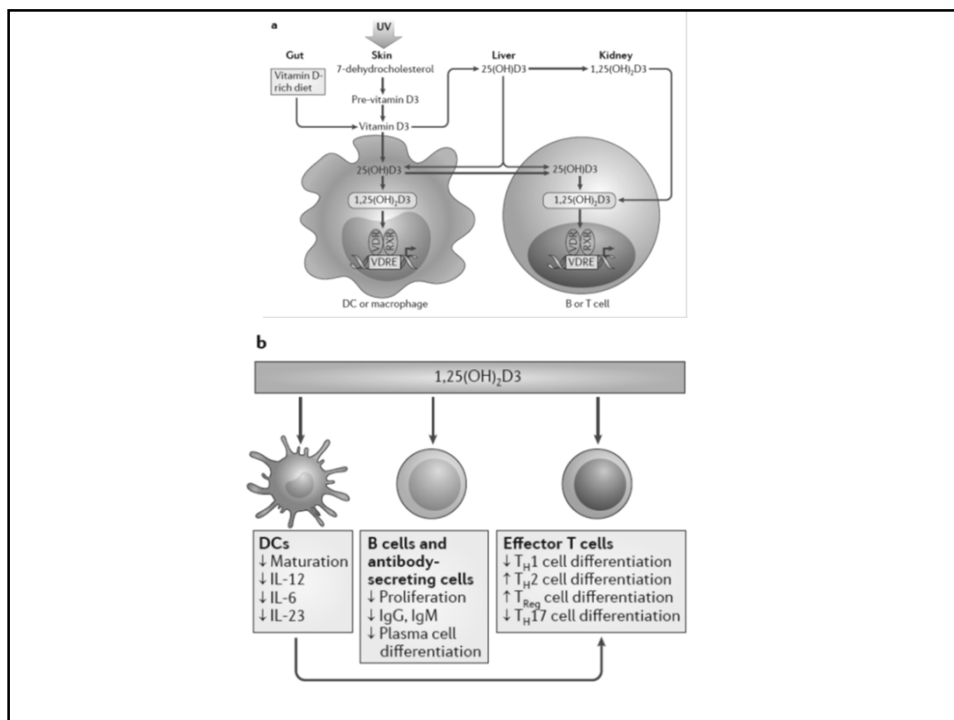 a
UV
Gut
Skin
Liver
Kidney
Vitamin D-
rich diet
7-dehydrocholesterol
25(OH)D3
1,25(OH)₂D3
Pre-vitamin D3
Vitamin D3
25(OH)D3
25(OH)D3
1,25(OH)₂D3
1,25(OH)₂D3
VDR
RXR
VDR
RXR
VDRE
VDRE
DC or macrophage
B or T cell
b
1,25(OH)₂D3
DCs
↓ Maturation
↓ IL-12
↓ IL-6
↓ IL-23
B cells and
antibody-
secreting cells
↓ Proliferation
↓ IgG, IgM
↓ Plasma cell
differentiation
Effector T cells
↓ TH1 cell differentiation
↑ TH2 cell differentiation
↑ TReg cell differentiation
↓ TH17 cell differentiation